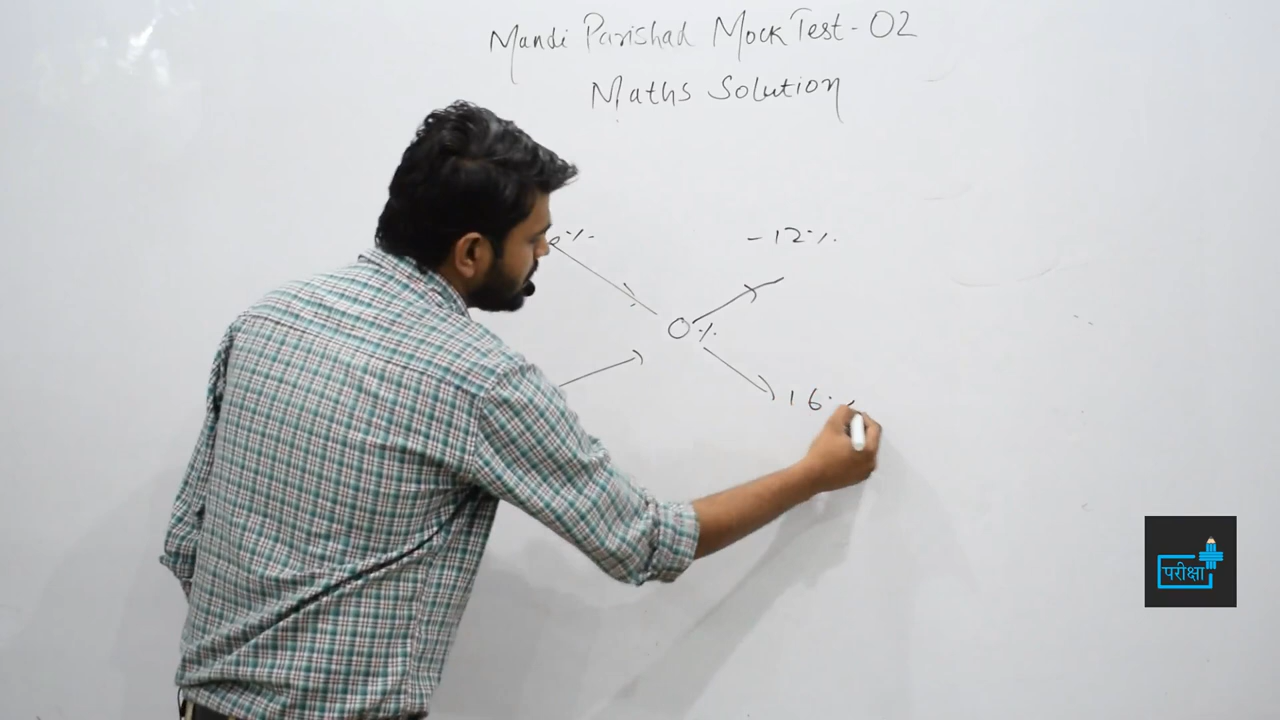 Mandi Parishad Mock Test - 02
Maths Solution
-12%
0%
16%
परीक्षा